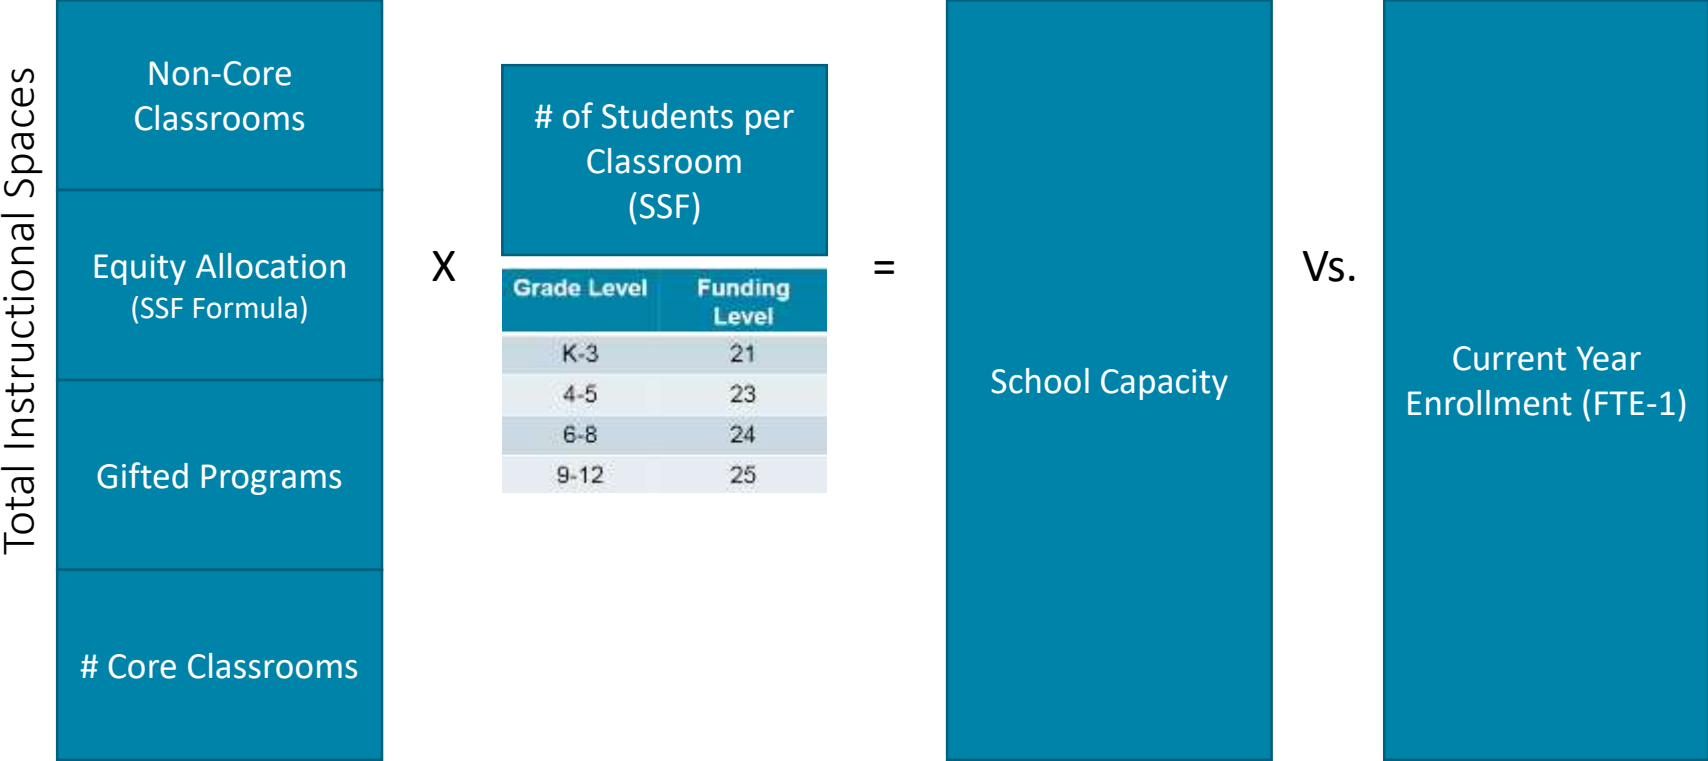 Total Instructional Spaces
Non-Core
Classrooms
Equity Allocation
(SSF Formula)
Gifted Programs
# Core Classrooms
X
# of Students per
Classroom
(SSF)
Grade Level Funding
Level
K-3 21
4-5 23
6-8 24
9-12 25
=
School Capacity
Vs.
Current Year
Enrollment (FTE-1)